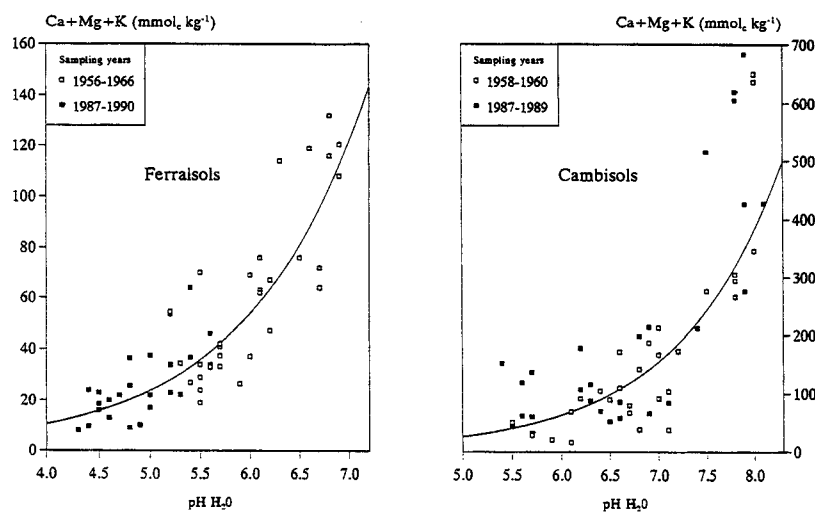 Ca+Mg+K (mmolc kg-1)
160
140
120
100
80
60
40
20
0
Sampling years
1956-1966
1987-1990
Ferraisols
4.0 4.5 5.0 5.5 6.0 6.5 7.0
pH H20
Ca+Mg+K (mmolc kg-1)
700
600
500
400
300
200
100
0
Sampling years
1958-1960
1987-1989
Cambisols
5.0 5.5 6.0 6.5 7.0 7.5 8.0
pH H20